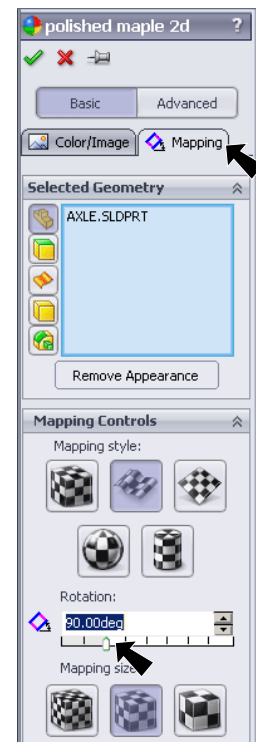 polished maple 2d ?
Basic Advanced
Color/Image Mapping
Selected Geometry
AXLE.SLDPRT
Remove Appearance
Mapping Controls
Mapping style:
Rotation:
90.00deg
Mapping size: